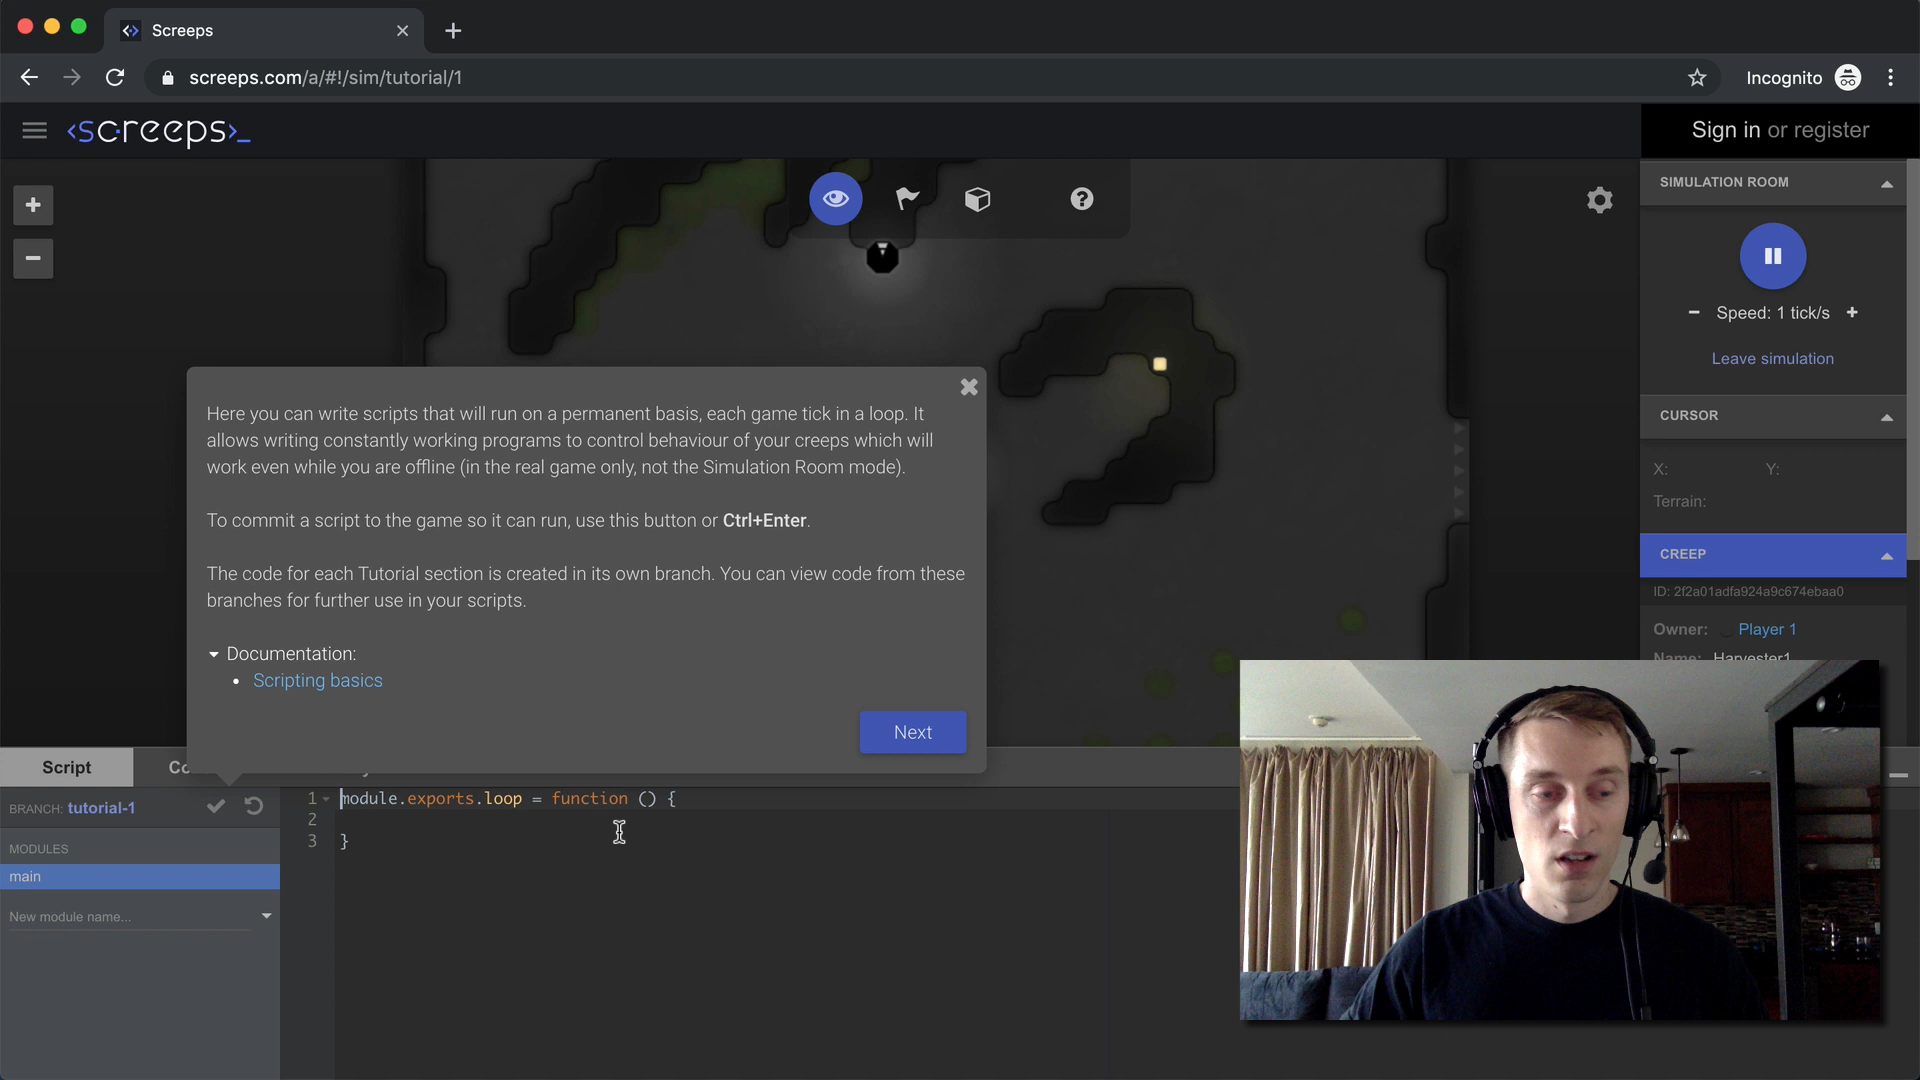 Screeps
screeps.com/a/#!/sim/tutorial/1
Incognito
<screeps>_
Sign in or register
SIMULATION ROOM
Speed: 1 tick/s
Leave simulation
CURSOR
X: Y:
Terrain:
CREEP
ID: 2f2a01adfa924a9c674ebaa0
Owner: Player 1
Name: Harvester1
Here you can write scripts that will run on a permanent basis, each game tick in a loop. It
allows writing constantly working programs to control behaviour of your creeps which will
work even while you are offline (in the real game only, not the Simulation Room mode).
To commit a script to the game so it can run, use this button or Ctrl+Enter.
The code for each Tutorial section is created in its own branch. You can view code from these
branches for further use in your scripts.
Documentation:
Scripting basics
Next
Script
BRANCH: tutorial-1
MODULES
main
New module name...
1 module.exports.loop = function () {
2
3 }